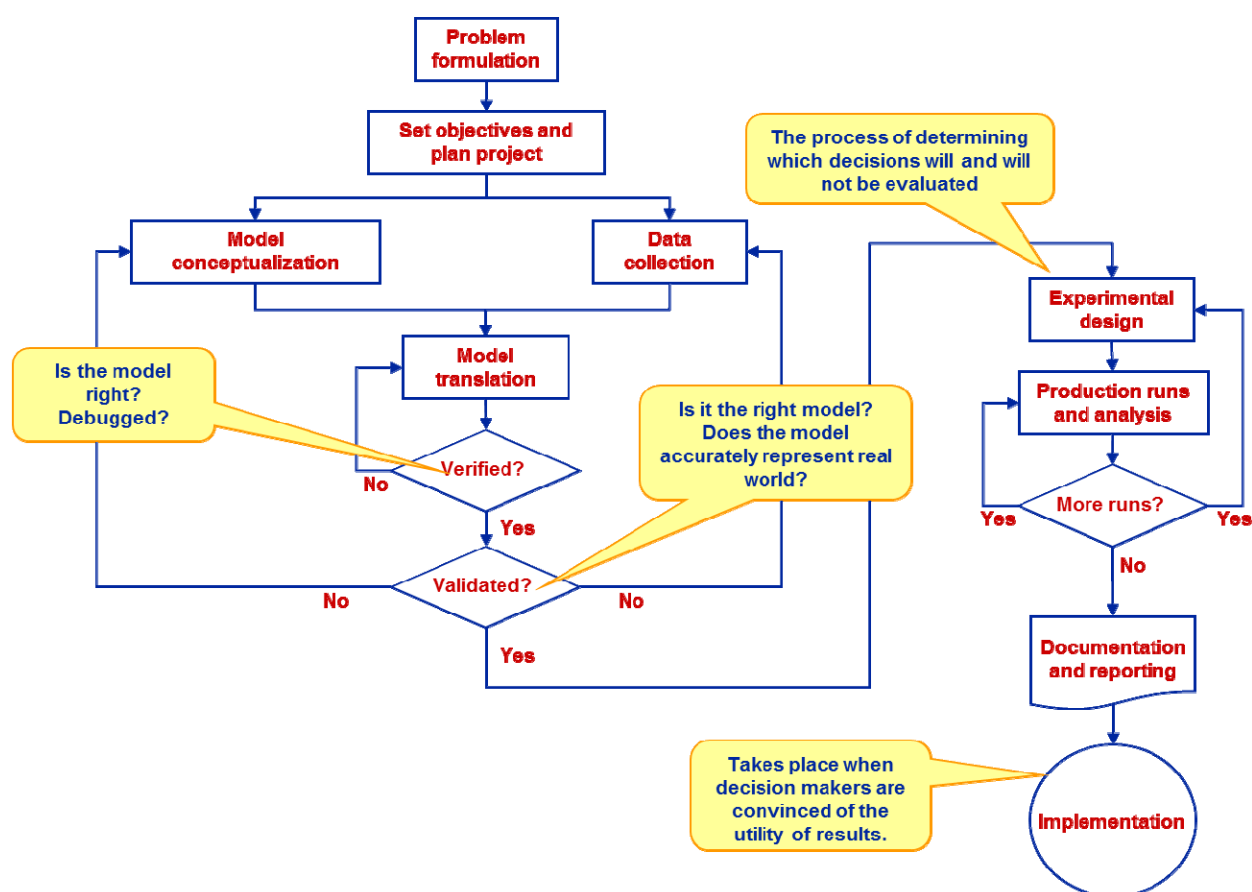 Problem
formulation
Set objectives and
plan project
The process of determining
which decisions will and will
not be evaluated
Model
conceptualization
Data
collection
Experimental
design
Is the model
right?
Debugged?
Model
translation
Is it the right model?
Does the model
accurately represent real
world?
Production runs
and analysis
Verified?
No
Yes
More runs?
Yes
Yes
No
Validated?
No
No
Yes
Documentation
and reporting
Takes place when
decision makers are
convinced of the
utility of results.
Implementation